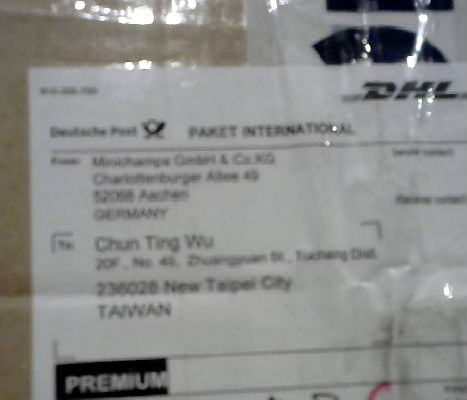 DHL
Deutsche Post PAKET INTERNATIONAL
From: Minichamps GmbH & Co.KG
Charlottenburger Allee 49
52068 Aachen
GERMANY
To Chun Ting Wu
20F., No. 49, Zhuangyuan St., Tucheng Dist.
236028 New Taipei City
TAIWAN
PREMIUM